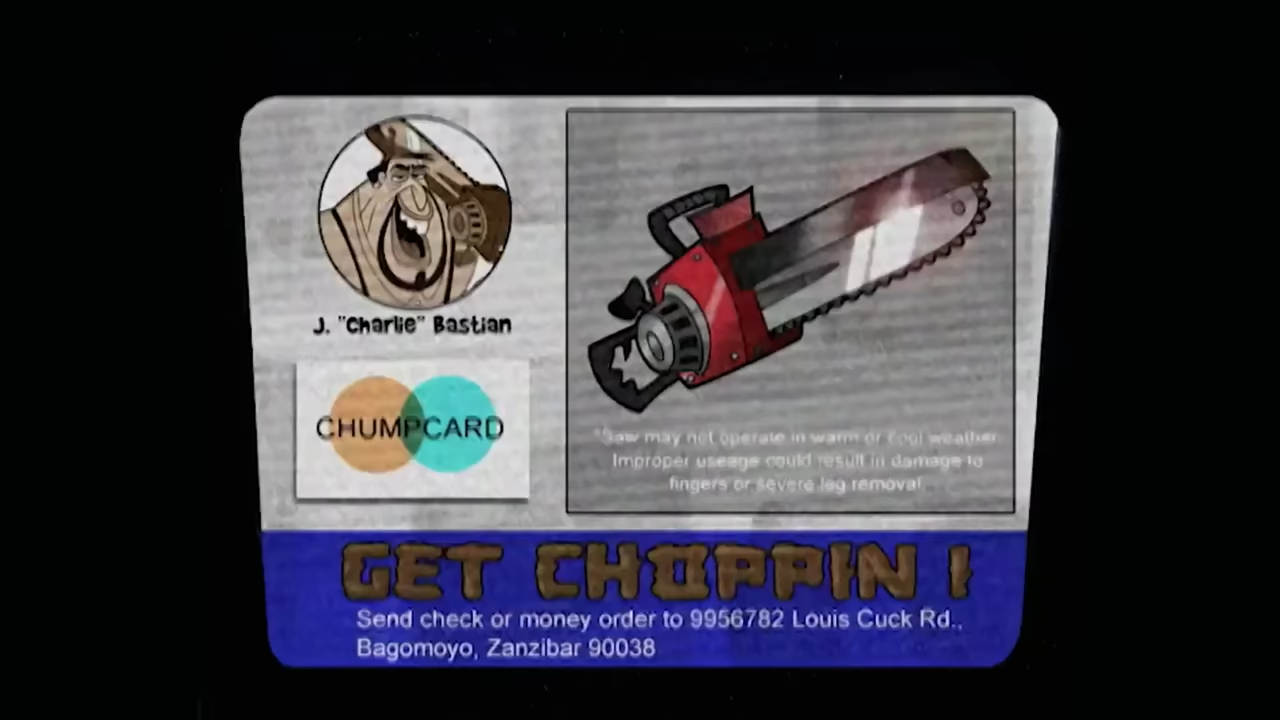 J. "Charlie" Bastian
CHUMPCARD
*Saw may not operate in warm or cool weather
Improper useage could result in damage to
fingers or severe leg removal.
GET CHOPPIN !
Send check or money order to 9956782 Louis Cuck Rd.,
Bagomoyo, Zanzibar 90038